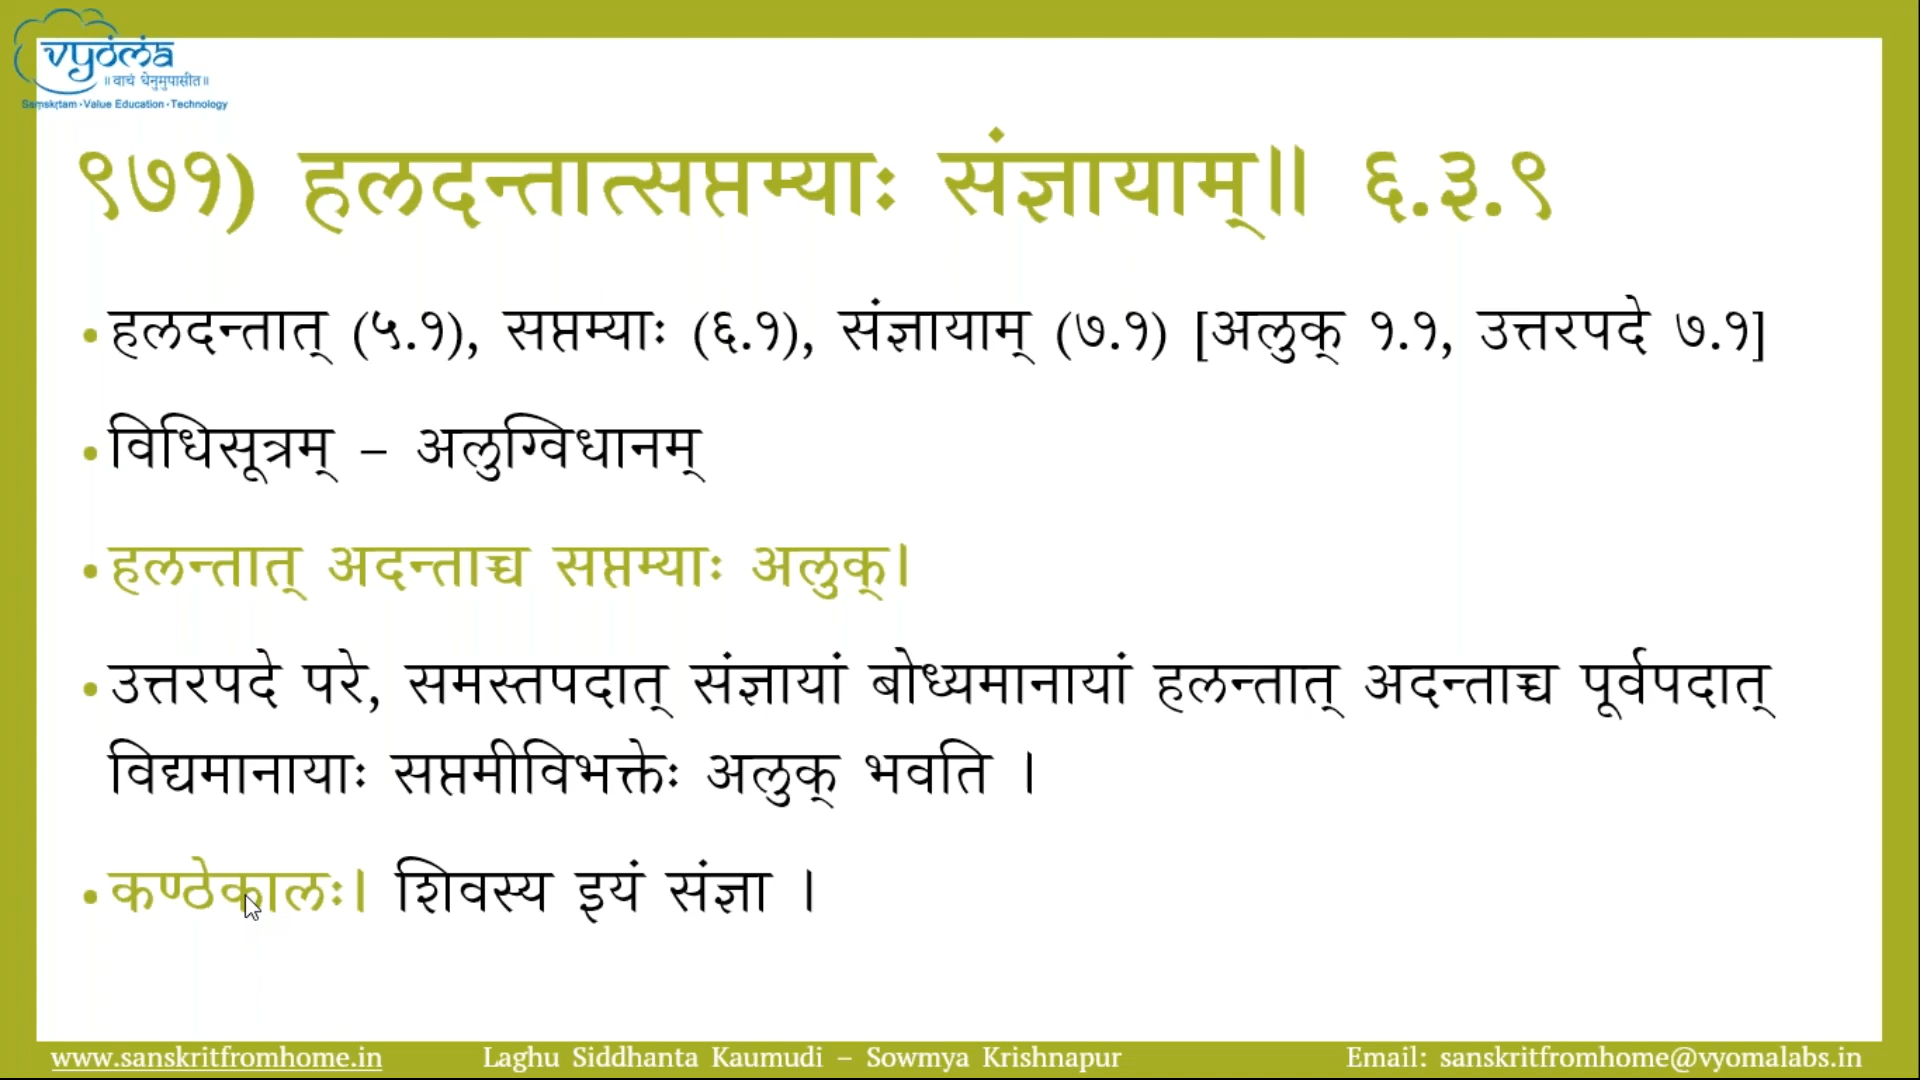 vyoma
॥वाचं धेनुमुपासीत॥
Saṃskṛtam · Value Education · Technology
९७१) हलदन्तात्सप्तम्याः संज्ञायाम्॥ ६.३.९
• हलदन्तात् (५.१), सप्तम्याः (६.१), संज्ञायाम् (७.१) [अलुक् १.१, उत्तरपदे ७.१]
• विधिसूत्रम् – अलुग्विधानम्
• हलन्तात् अदन्ताच्च सप्तम्याः अलुक्।
• उत्तरपदे परे, समस्तपदात् संज्ञायां बोध्यमानायां हलन्तात् अदन्ताच्च पूर्वपदात्
विद्यमानायाः सप्तमीविभक्तेः अलुक् भवति ।
• कण्ठेकालः। शिवस्य इयं संज्ञा ।
www.sanskritfromhome.in Laghu Siddhanta Kaumudi – Sowmya Krishnapur Email: sanskritfromhome@vyomalabs.in